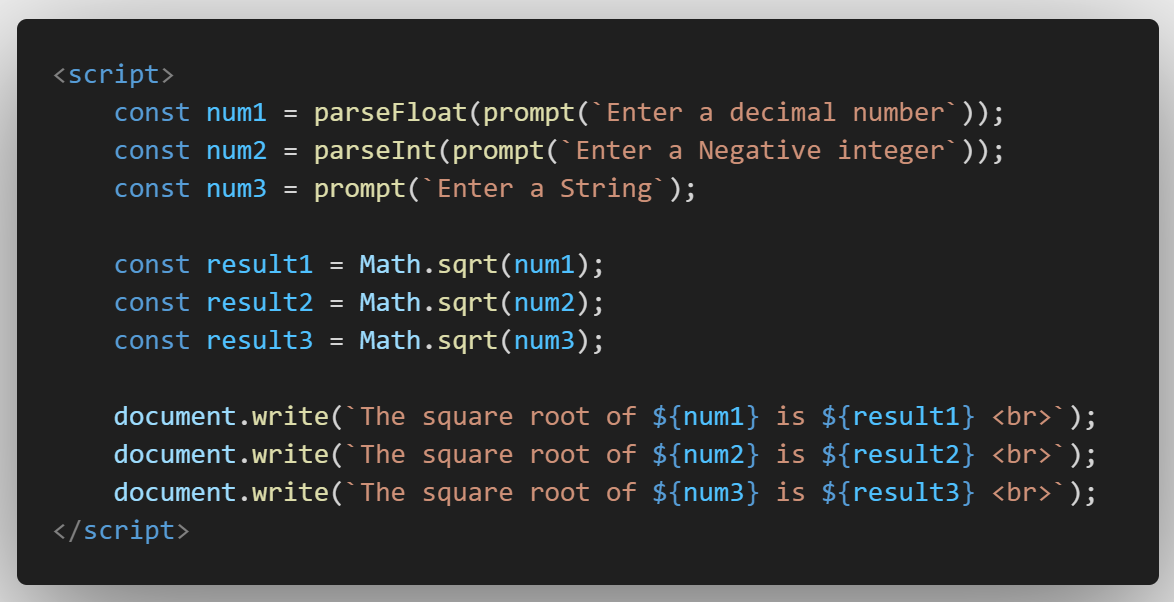 <script>
    const num1 = parseFloat(prompt(`Enter a decimal number`));
    const num2 = parseInt(prompt(`Enter a Negative integer`));
    const num3 = prompt(`Enter a String`);

    const result1 = Math.sqrt(num1);
    const result2 = Math.sqrt(num2);
    const result3 = Math.sqrt(num3);

    document.write(`The square root of ${num1} is ${result1} <br>`);
    document.write(`The square root of ${num2} is ${result2} <br>`);
    document.write(`The square root of ${num3} is ${result3} <br>`);
</script>